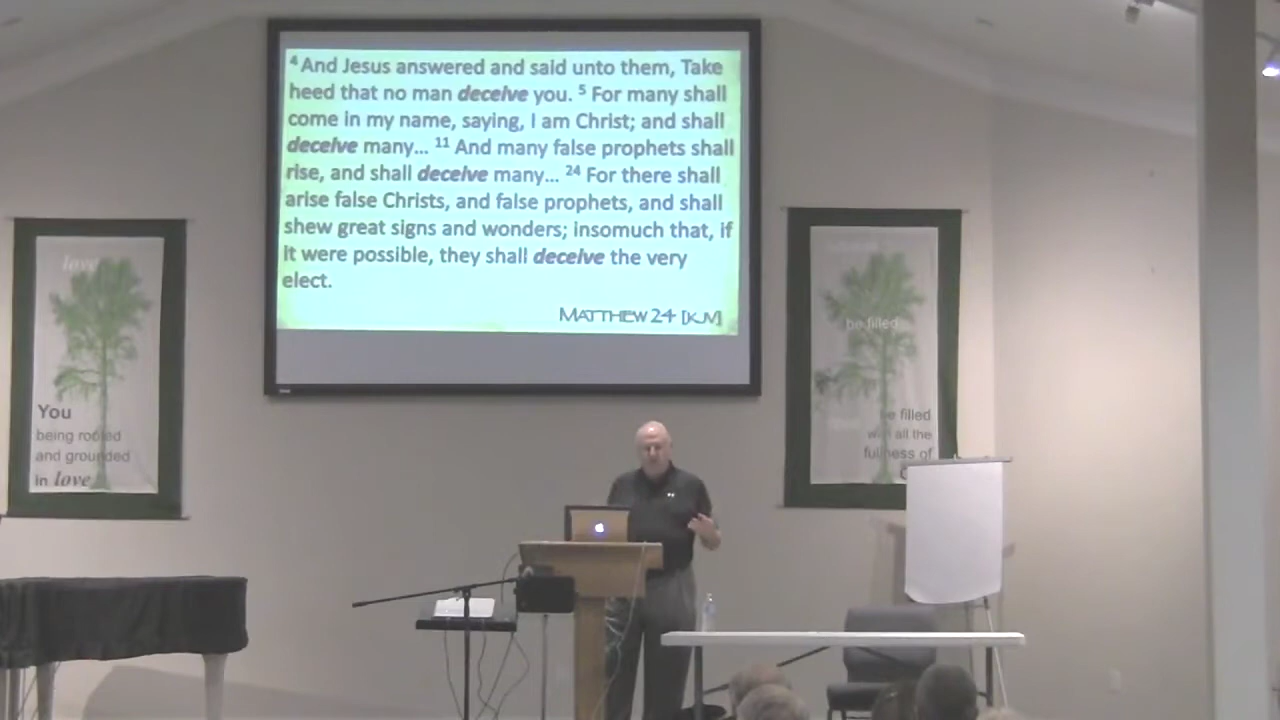 ⁴ And Jesus answered and said unto them, Take
heed that no man deceive you. ⁵ For many shall
come in my name, saying, I am Christ; and shall
deceive many... ¹¹ And many false prophets shall
rise, and shall deceive many... ²⁴ For there shall
arise false Christs, and false prophets, and shall
shew great signs and wonders; insomuch that, if
it were possible, they shall deceive the very
elect.
MATTHEW 24 [KJV]
love
You
being rooted
and grounded
in love
be filled
be filled
with all the
fullness of